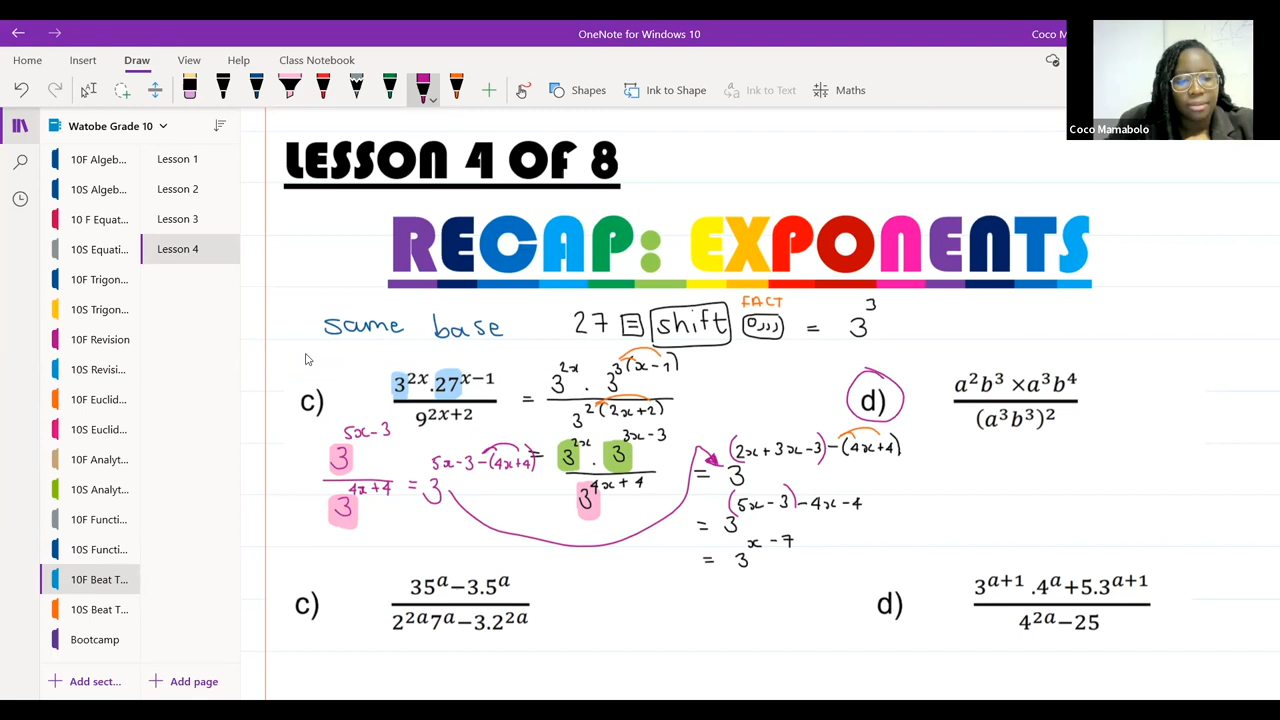 OneNote for Windows 10
Coco M
Home Insert Draw View Help Class Notebook
Shapes Ink to Shape Ink to Text Maths
Coco Mamabolo
Watobe Grade 10
10F Algeb... Lesson 1
10S Algeb... Lesson 2
10 F Equat... Lesson 3
10S Equati... Lesson 4
10F Trigon...
10S Trigon...
10F Revision
10S Revisi...
10F Euclid...
10S Euclid...
10F Analyt...
10S Analyt...
10F Functi...
10S Functi...
10F Beat T...
10S Beat T...
Bootcamp
Add sect... Add page
LESSON 4 OF 8
RECAP: EXPONENTS
FACT
same base 27 = shift °,,, = 3^3
c) (3^{2x}.27^{x−1})/(9^{2x+2}) = (3^{2x} . 3^{3(x−1)})/(3^{2(2x+2)})
= (3^{2x} . 3^{3x−3})/(3^{4x+4})
(3^{5x−3})/(3^{4x+4}) = 3^{5x−3−(4x+4)}
= 3^{(2x+3x−3)−(4x+4)}
= 3^{(5x−3)−4x−4}
= 3^{x−7}
d) (a^2b^3 ×a^3b^4)/((a^3b^3)^2)
c) (35^a−3.5^a)/(2^{2a}7^a−3.2^{2a})
d) (3^{a+1} .4^a+5.3^{a+1})/(4^{2a}−25)